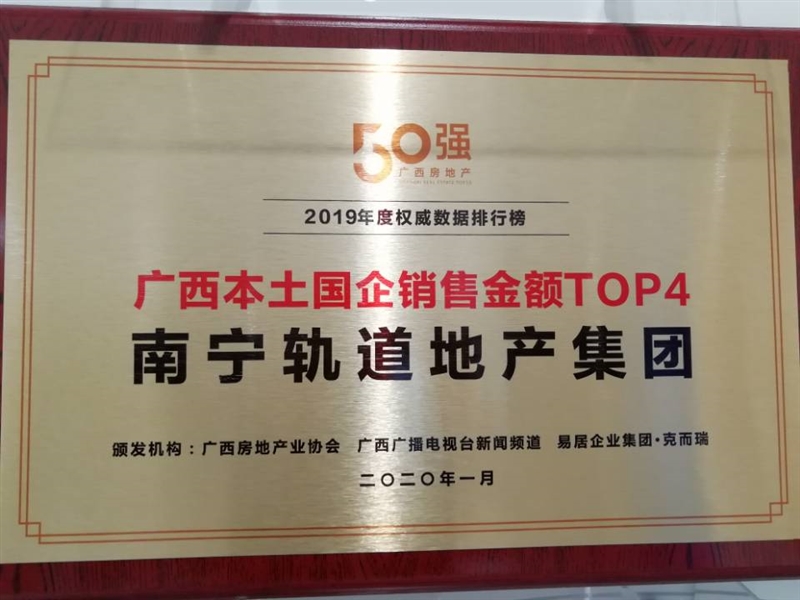 50强
广西房地产
2019年度权威数据排行榜
广西本土国企销售金额TOP4
南宁轨道地产集团
颁发机构：广西房地产业协会 广西广播电视台新闻频道 易居企业集团·克而瑞
二〇二〇年一月